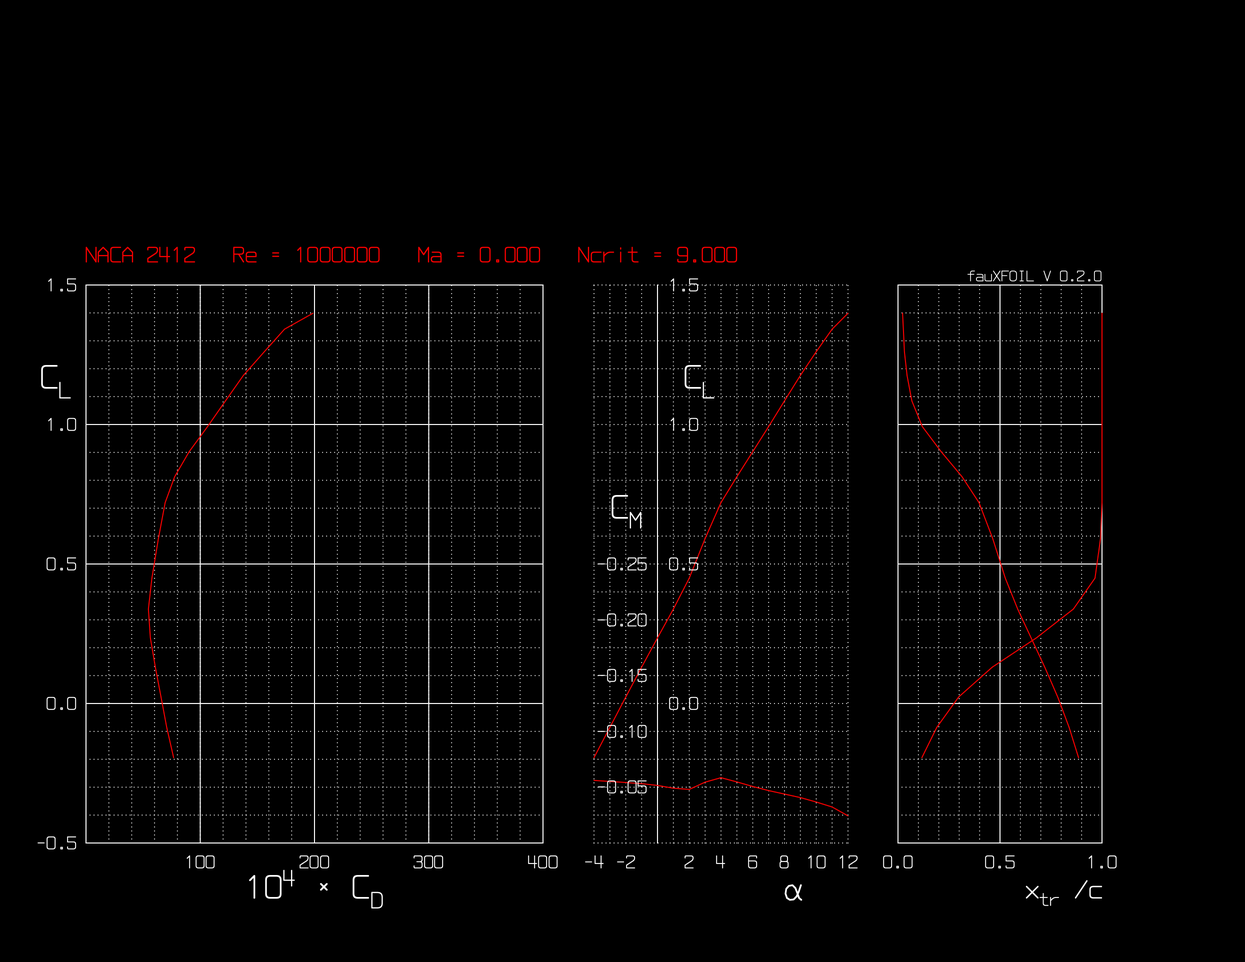 NACA 2412 Re = 1000000 Ma = 0.000 Ncrit = 9.000
fauXFOIL V 0.2.0
1.5
C_L
1.0
0.5
0.0
-0.5
100 200 300 400
10^4 × C_D
1.5
C_L
1.0
C_M
-0.25 0.5
-0.20
-0.15
0.0
-0.10
-0.05
-4 -2 2 4 6 8 10 12
α
0.0 0.5 1.0
x_tr /c